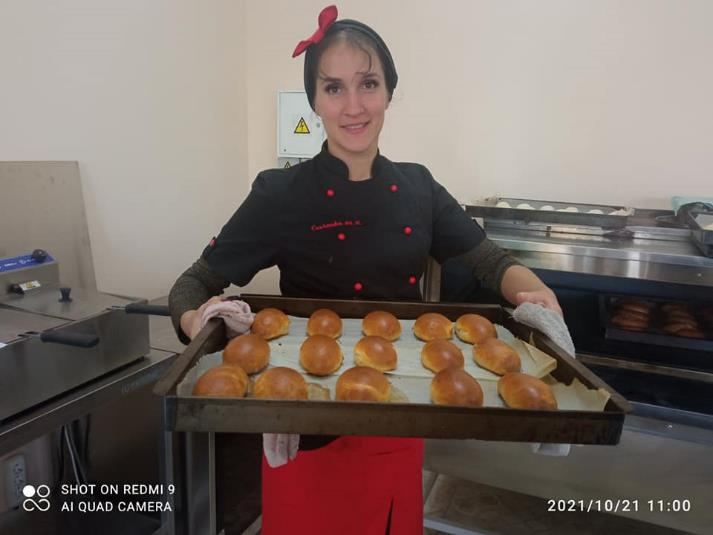 SHOT ON REDMI 9
AI QUAD CAMERA
2021/10/21 11:00